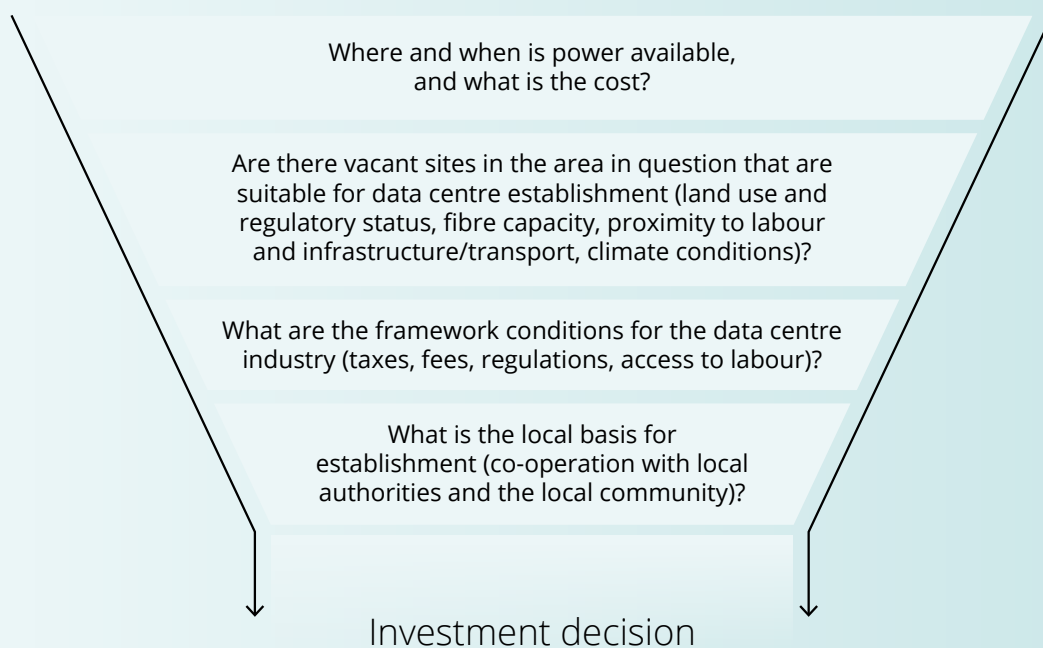 Where and when is power available,
and what is the cost?
Are there vacant sites in the area in question that are
suitable for data centre establishment (land use and
regulatory status, fibre capacity, proximity to labour
and infrastructure/transport, climate conditions)?
What are the framework conditions for the data centre
industry (taxes, fees, regulations, access to labour)?
What is the local basis for
establishment (co-operation with local
authorities and the local community)?
Investment decision